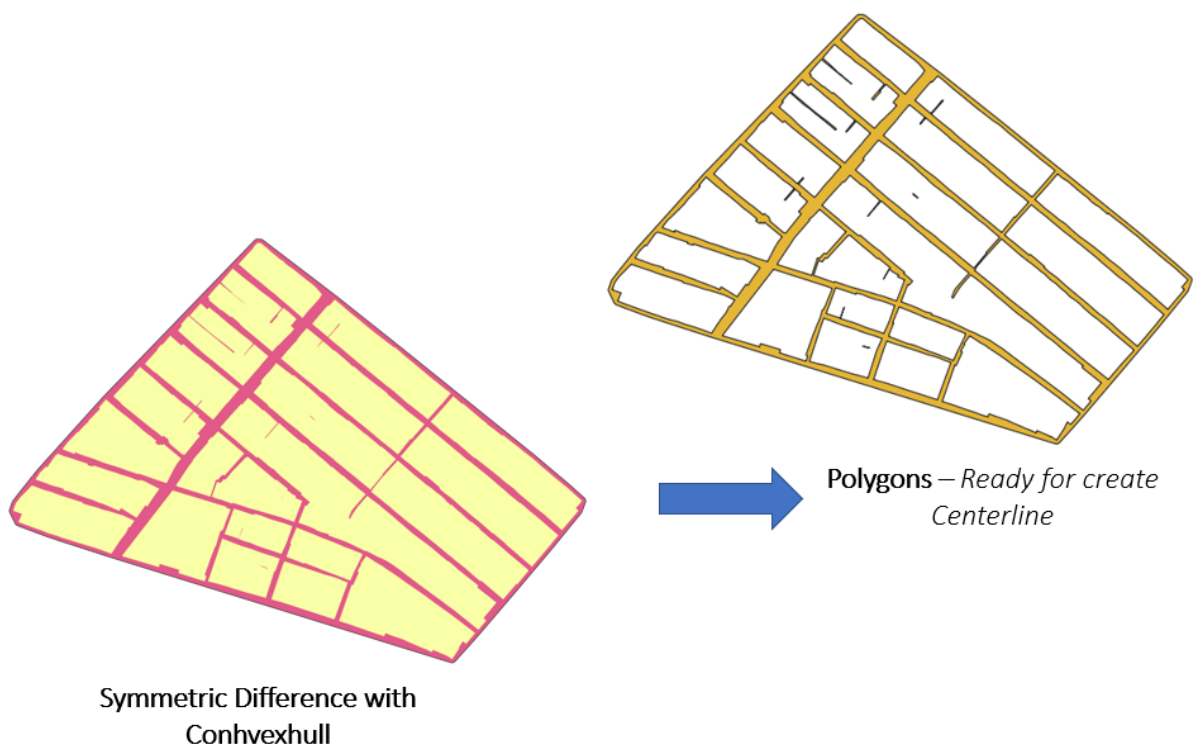 Polygons – Ready for create
Centerline
Symmetric Difference with
Conhvexhull